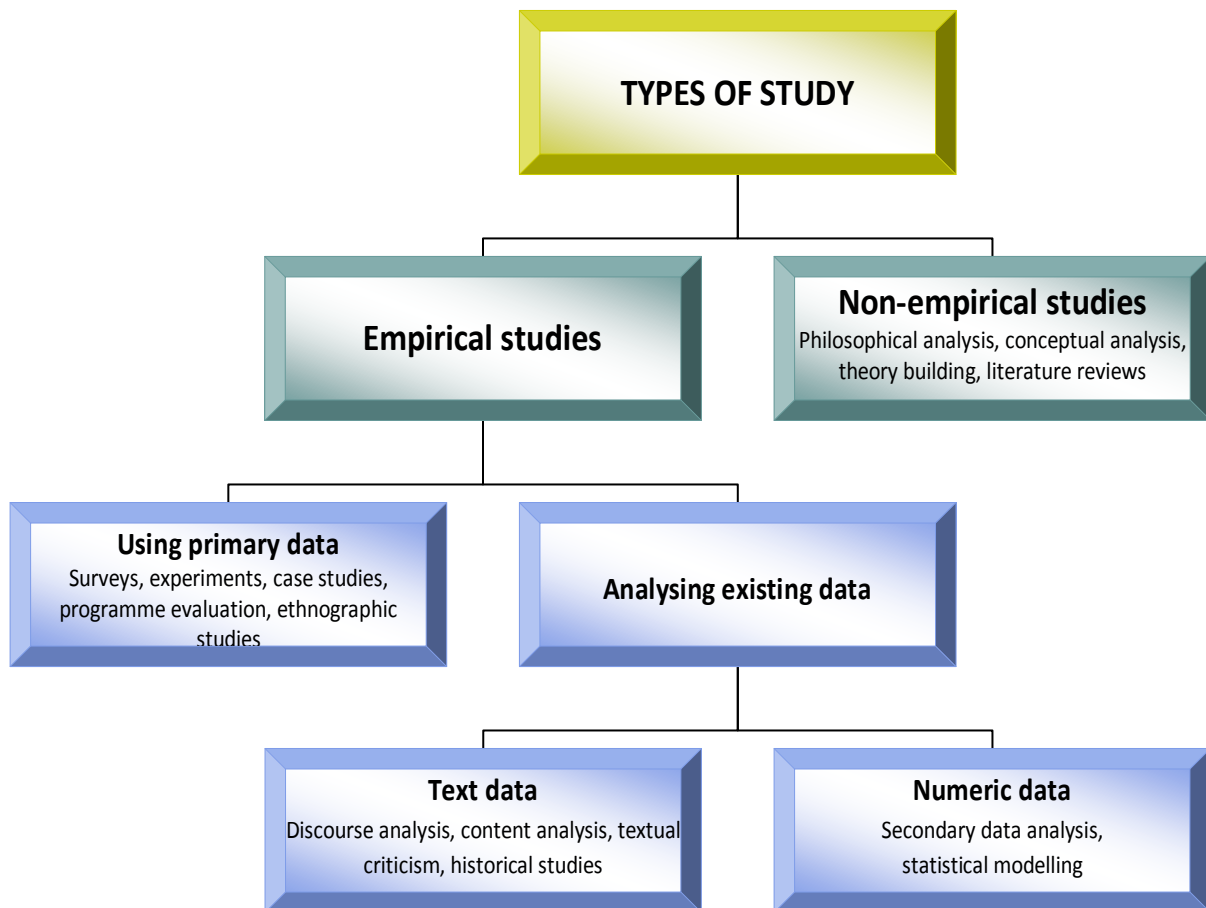 TYPES OF STUDY
Empirical studies
Non-empirical studies
Philosophical analysis, conceptual analysis,
theory building, literature reviews
Using primary data
Surveys, experiments, case studies,
programme evaluation, ethnographic
studies
Analysing existing data
Text data
Discourse analysis, content analysis, textual
criticism, historical studies
Numeric data
Secondary data analysis,
statistical modelling